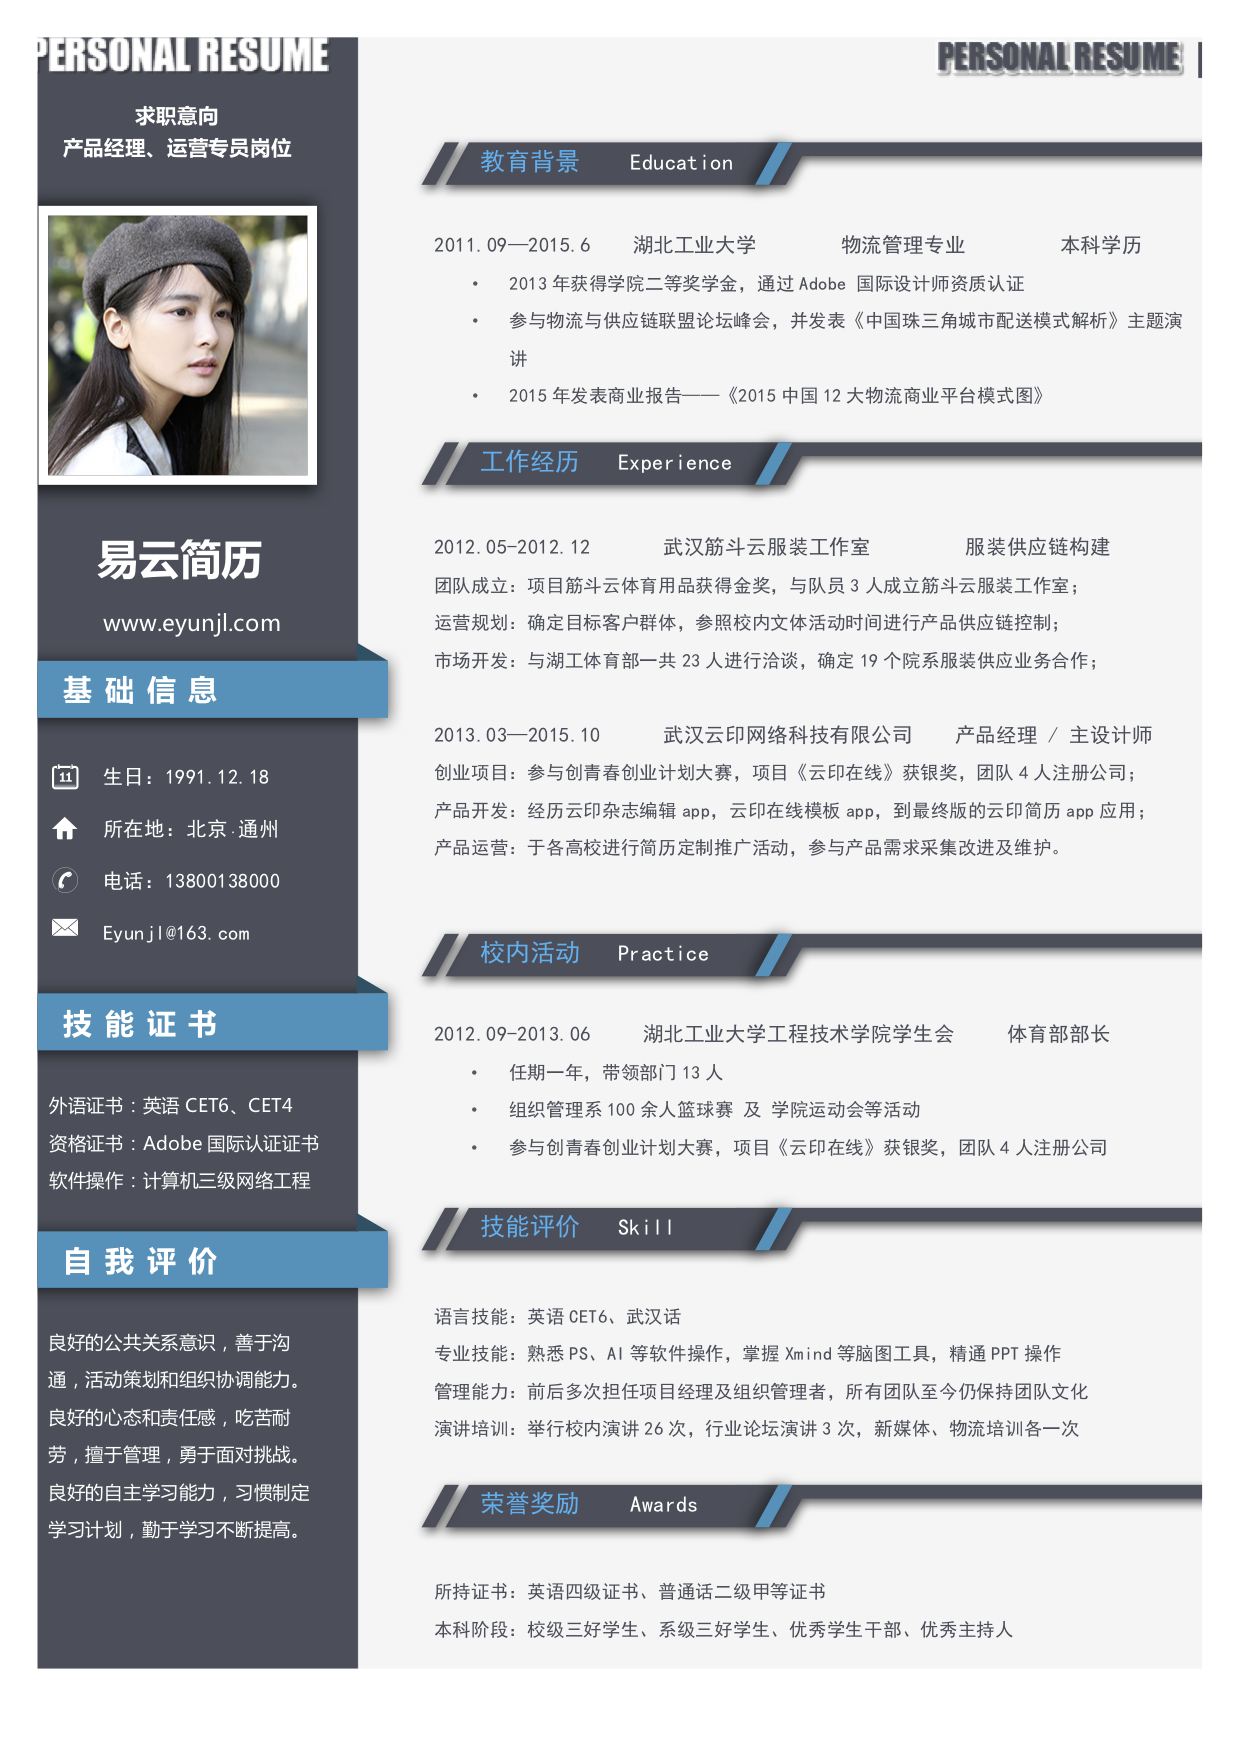 PERSONAL RESUME
求职意向
产品经理、运营专员岗位
易云简历
www.eyunjl.com
基础信息
11
生日：1991.12.18
所在地：北京·通州
电话：13800138000
Eyunjl@163.com
技能证书
外语证书：英语 CET6、CET4
资格证书：Adobe 国际认证证书
软件操作：计算机三级网络工程
自我评价
良好的公共关系意识，善于沟
通，活动策划和组织协调能力。
良好的心态和责任感，吃苦耐
劳，擅于管理，勇于面对挑战。
良好的自主学习能力，习惯制定
学习计划，勤于学习不断提高。
PERSONAL RESUME
教育背景 Education
2011.09—2015.6 湖北工业大学 物流管理专业 本科学历
• 2013 年获得学院二等奖学金，通过 Adobe 国际设计师资质认证
• 参与物流与供应链联盟论坛峰会，并发表《中国珠三角城市配送模式解析》主题演
讲
• 2015 年发表商业报告——《2015 中国 12 大物流商业平台模式图》
工作经历 Experience
2012.05-2012.12 武汉筋斗云服装工作室 服装供应链构建
团队成立：项目筋斗云体育用品获得金奖，与队员 3 人成立筋斗云服装工作室；
运营规划：确定目标客户群体，参照校内文体活动时间进行产品供应链控制；
市场开发：与湖工体育部一共 23 人进行洽谈，确定 19 个院系服装供应业务合作；
2013.03—2015.10 武汉云印网络科技有限公司 产品经理 / 主设计师
创业项目：参与创青春创业计划大赛，项目《云印在线》获银奖，团队 4 人注册公司；
产品开发：经历云印杂志编辑 app，云印在线模板 app，到最终版的云印简历 app 应用；
产品运营：于各高校进行简历定制推广活动，参与产品需求采集改进及维护。
校内活动 Practice
2012.09-2013.06 湖北工业大学工程技术学院学生会 体育部部长
• 任期一年，带领部门 13 人
• 组织管理系 100 余人篮球赛 及 学院运动会等活动
• 参与创青春创业计划大赛，项目《云印在线》获银奖，团队 4 人注册公司
技能评价 Skill
语言技能：英语 CET6、武汉话
专业技能：熟悉 PS、AI 等软件操作，掌握 Xmind 等脑图工具，精通 PPT 操作
管理能力：前后多次担任项目经理及组织管理者，所有团队至今仍保持团队文化
演讲培训：举行校内演讲 26 次，行业论坛演讲 3 次，新媒体、物流培训各一次
荣誉奖励 Awards
所持证书：英语四级证书、普通话二级甲等证书
本科阶段：校级三好学生、系级三好学生、优秀学生干部、优秀主持人